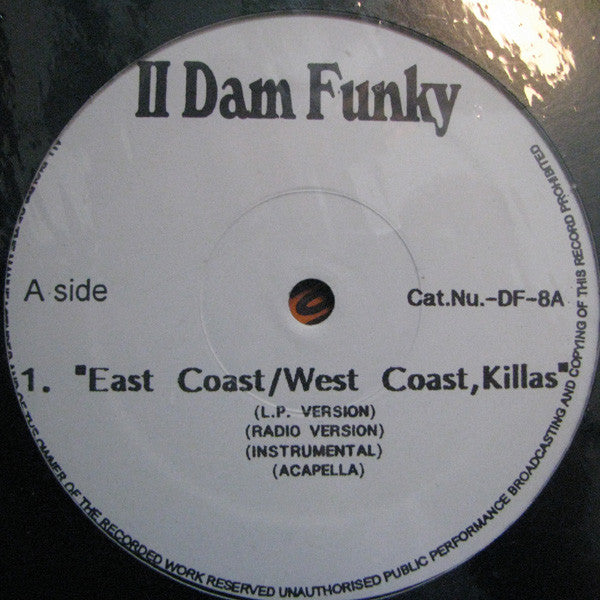 II Dam Funky
A side
Cat.Nu.-DF-8A
1. "East Coast/West Coast,Killas"
(L.P. VERSION)
(RADIO VERSION)
(INSTRUMENTAL)
(ACAPELLA)
OF THE OWNER OF THE RECORDED WORK RESERVED UNAUTHORISED PUBLIC PERFORMANCE BROADCASTING AND COPYING OF THIS RECORD PROHIBITED